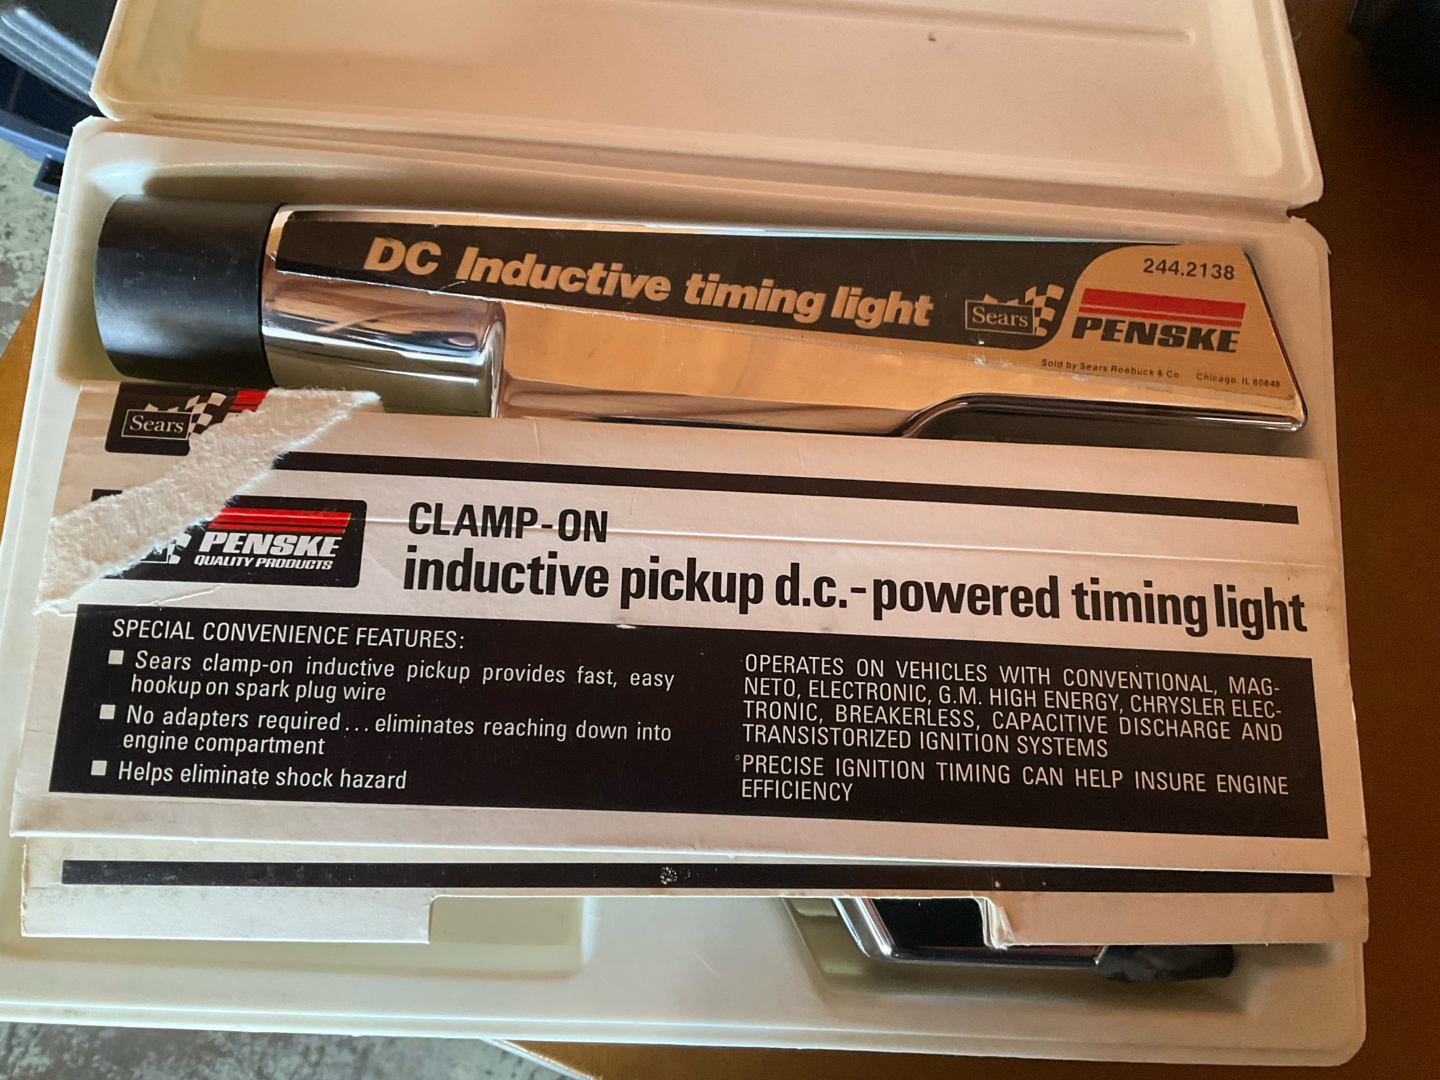 DC Inductive timing light
Sears
244.2138
PENSKE
Sold by Sears Roebuck & Co. Chicago, IL 60648
Sears
PENSKE
QUALITY PRODUCTS
CLAMP-ON
inductive pickup d.c.-powered timing light
SPECIAL CONVENIENCE FEATURES:
Sears clamp-on inductive pickup provides fast, easy
hookup on spark plug wire
No adapters required... eliminates reaching down into
engine compartment
Helps eliminate shock hazard
OPERATES ON VEHICLES WITH CONVENTIONAL, MAG-
NETO, ELECTRONIC, G.M. HIGH ENERGY, CHRYSLER ELEC-
TRONIC, BREAKERLESS, CAPACITIVE DISCHARGE AND
TRANSISTORIZED IGNITION SYSTEMS
PRECISE IGNITION TIMING CAN HELP INSURE ENGINE
EFFICIENCY